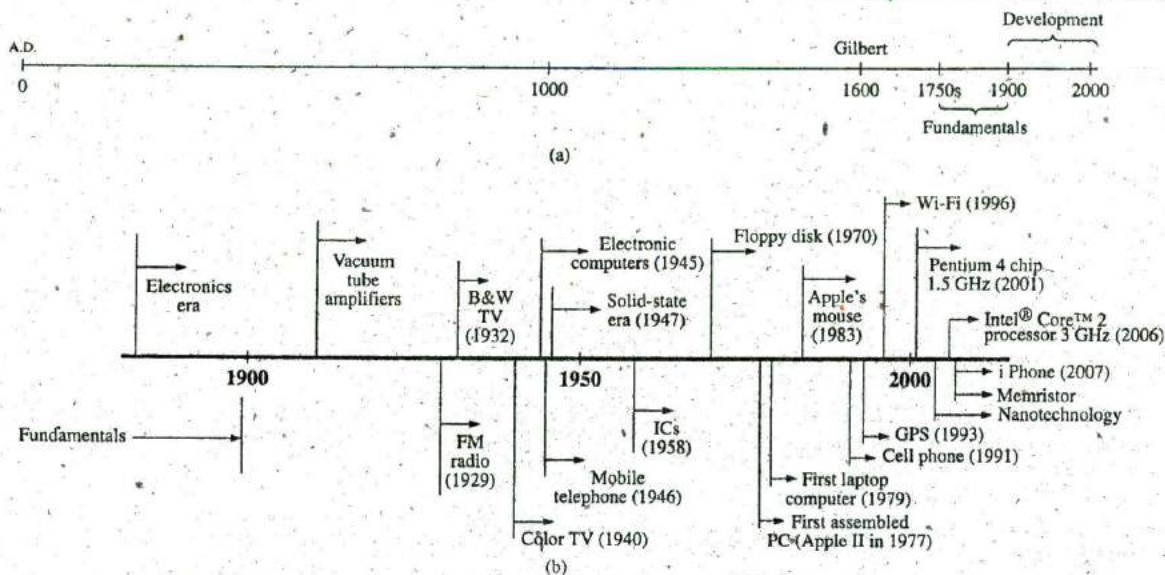 Development
A.D.
Gilbert
0
1000
1600
1750s
1900
2000
Fundamentals
(a)
Wi-Fi (1996)
Electronics
era
Vacuum
tube
amplifiers
B&W
TV
(1932)
Electronic
computers (1945)
Solid-state
era (1947)
Floppy disk (1970)
Apple's
mouse
(1983)
Pentium 4 chip
1.5 GHz (2001)
Intel® Core™ 2
processor 3 GHz (2006)
1900
1950
2000
i Phone (2007)
Memristor
Nanotechnology
Fundamentals
FM
radio
(1929)
ICs
(1958)
GPS (1993)
Cell phone (1991)
Mobile
telephone (1946)
First laptop
computer (1979)
Color TV (1940)
First assembled
PC (Apple II in 1977)
(b)